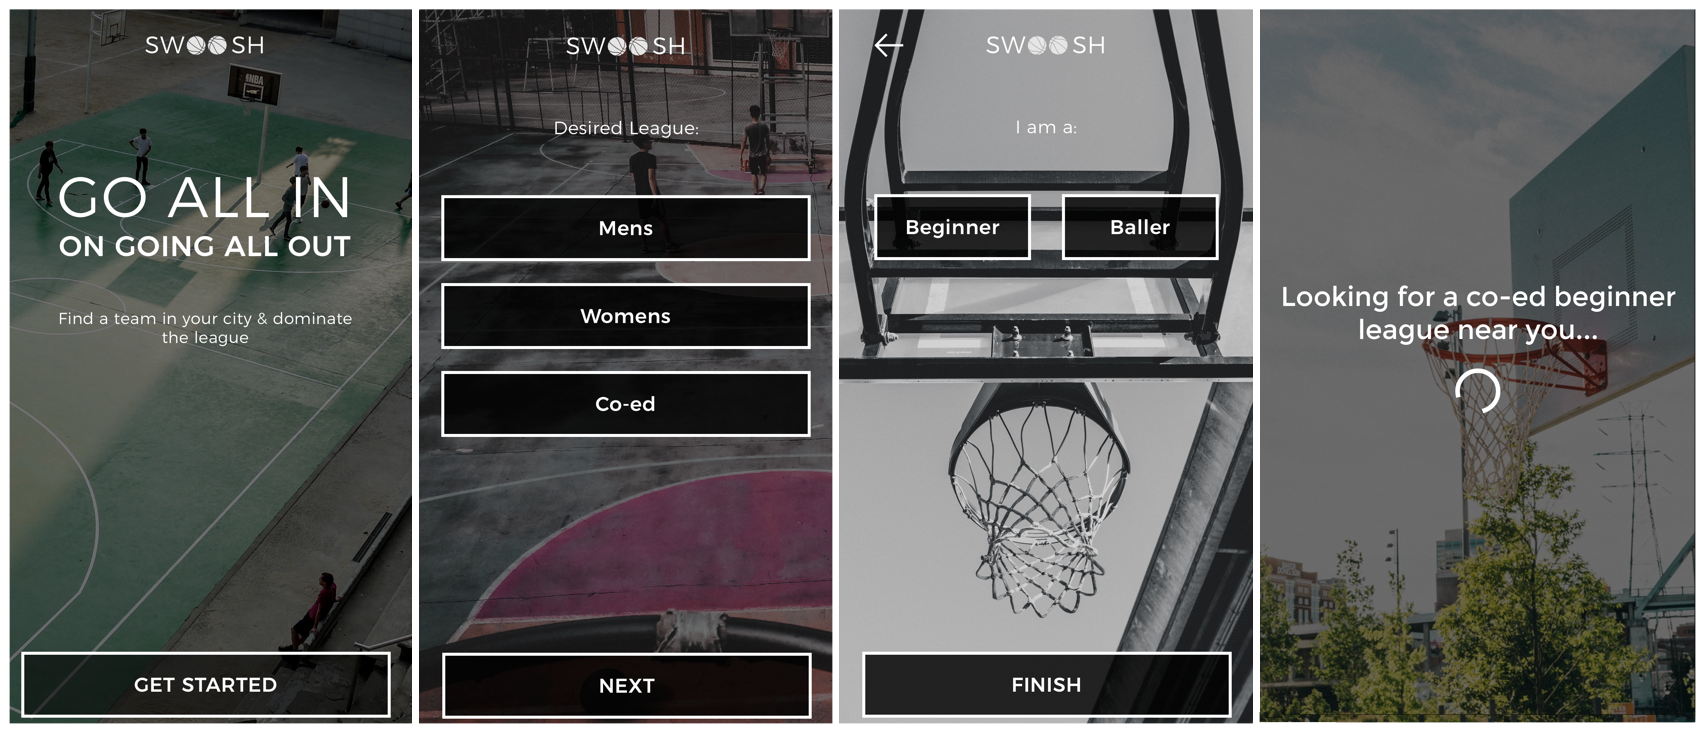 SWOOSH
NBA
GO ALL IN
ON GOING ALL OUT
Find a team in your city & dominate
the league
GET STARTED
SWOOSH
Desired League:
Mens
Womens
Co-ed
NEXT
SWOOSH
I am a:
Beginner
Baller
FINISH
Looking for a co-ed beginner
league near you...